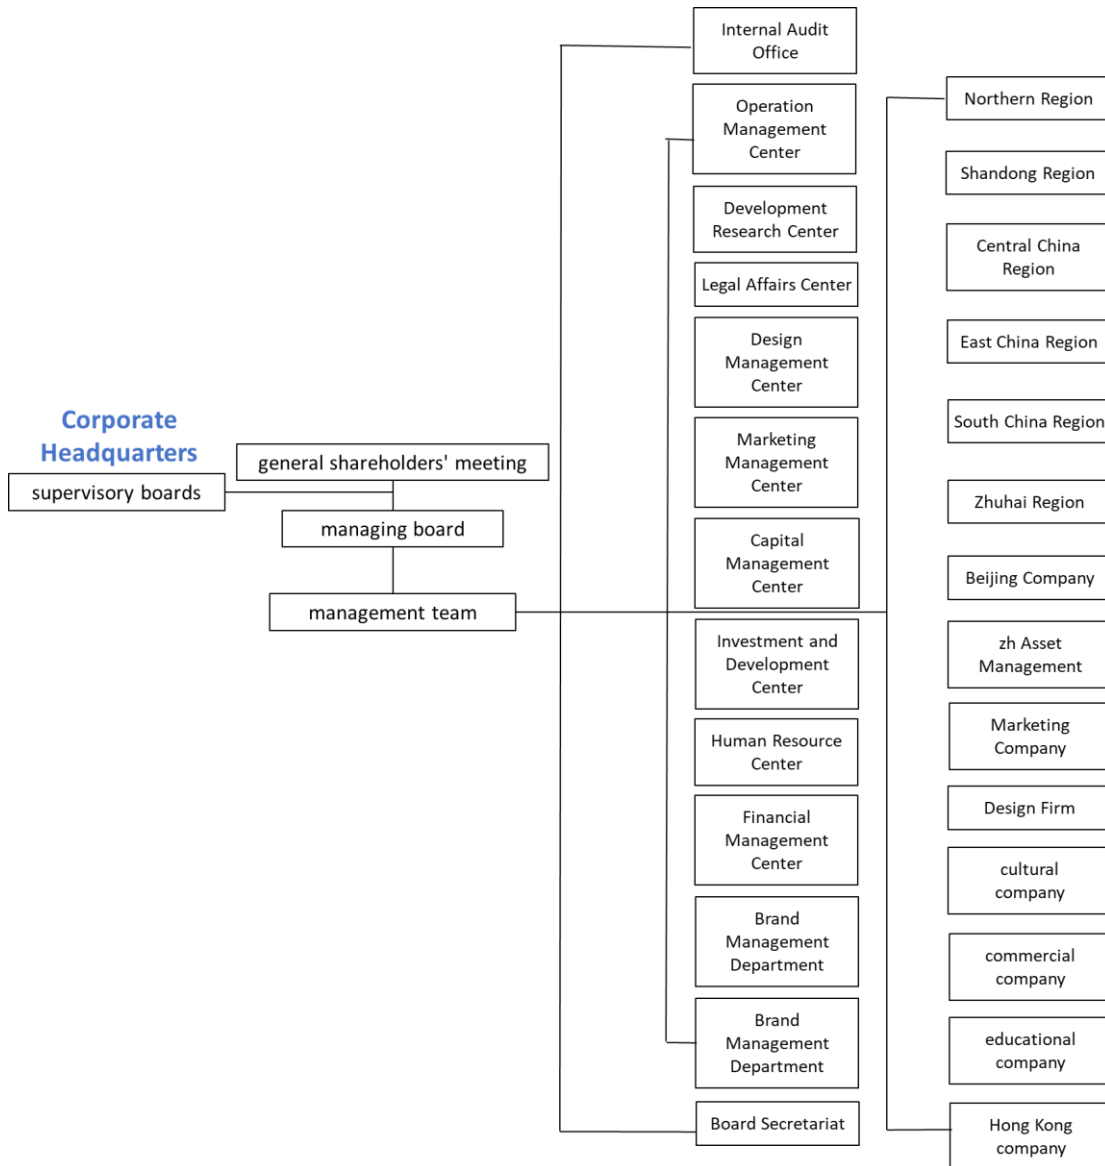 Corporate
Headquarters
supervisory boards
general shareholders' meeting
managing board
management team
Internal Audit
Office
Operation
Management
Center
Development
Research Center
Legal Affairs Center
Design
Management
Center
Marketing
Management
Center
Capital
Management
Center
Investment and
Development
Center
Human Resource
Center
Financial
Management
Center
Brand
Management
Department
Brand
Management
Department
Board Secretariat
Northern Region
Shandong Region
Central China
Region
East China Region
South China Region
Zhuhai Region
Beijing Company
zh Asset
Management
Marketing
Company
Design Firm
cultural
company
commercial
company
educational
company
Hong Kong
company